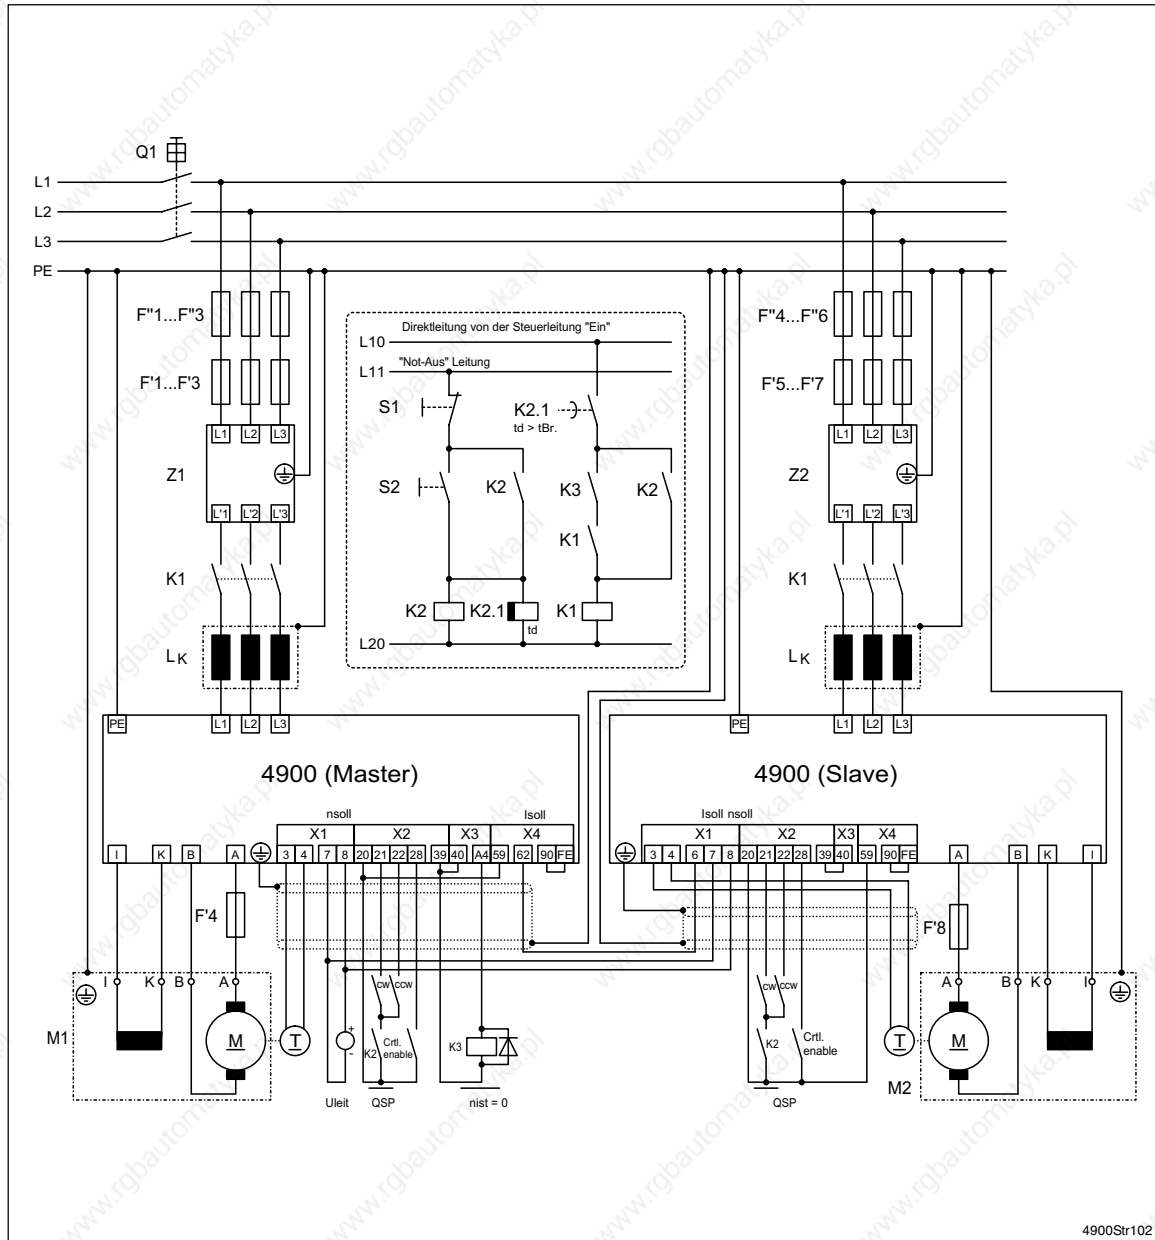 Q1
L1
L2
L3
PE
F"1...F"3
F"4...F"6
Direktleitung von der Steuerleitung "Ein"
L10
"Not-Aus" Leitung
L11
F'1...F'3
F'5...F'7
S1
K2.1
td > tBr.
L1 L2 L3
L1 L2 L3
Z1
S2
K2
K3
K2
Z2
L'1 L'2 L'3
L'1 L'2 L'3
K1
K1
K1
K2
K2.1
td
K1
L20
LK
LK
PE
L1 L2 L3
PE
L1 L2 L3
4900 (Master)
4900 (Slave)
nsoll
Isoll
Isoll nsoll
X1 X2 X3 X4
X1 X2 X3 X4
I K B A 3 4 7 8 20 21 22 28 39 40 A4 59 62 90 FE
3 4 6 7 8 20 21 22 28 39 40 59 90 FE A B K I
F'4
F'8
I K B A
cw ccw
cw ccw
A B K I
M1
M
T
+
-
K2
Crtl.
enable
K3
K2
Crtl.
enable
T
M
M2
Uleit
QSP
nist = 0
QSP
4900Str102
www.rgbautomatyka.pl